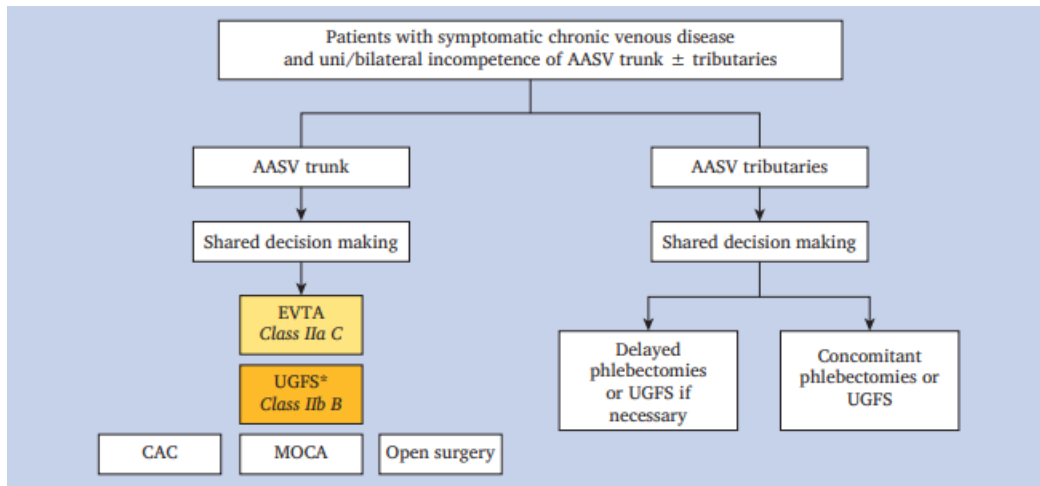 Patients with symptomatic chronic venous disease
and uni/bilateral incompetence of AASV trunk ± tributaries
AASV trunk
AASV tributaries
Shared decision making
Shared decision making
EVTA
Class IIa C
UGFS*
Class IIb B
CAC
MOCA
Open surgery
Delayed
phlebectomies
or UGFS if
necessary
Concomitant
phlebectomies or
UGFS